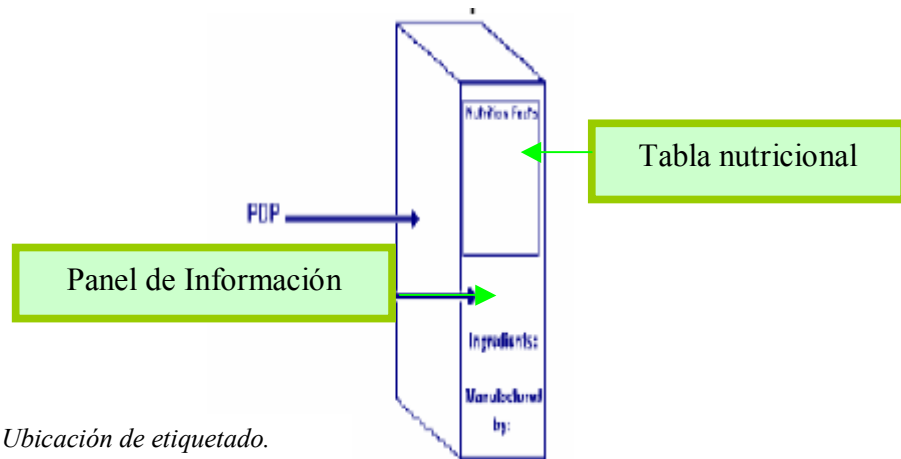 Nutrition Facts
Tabla nutricional
PDP
Panel de Información
Ingredients:
Manufactured
by:
Ubicación de etiquetado.